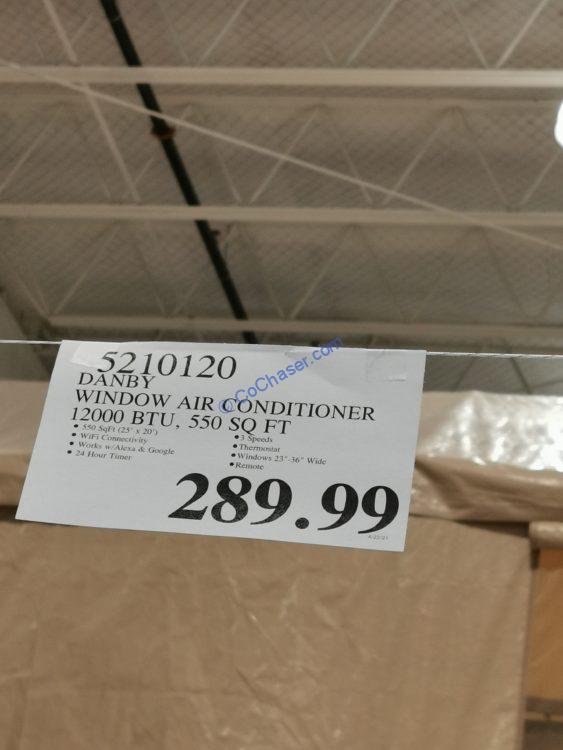 5210120
DANBY
WINDOW AIR CONDITIONER
12000 BTU, 550 SQ FT
• 550 SqFt (25' x 20')
• WiFi Connectivity
• Works w/Alexa & Google
• 24 Hour Timer
• 3 Speeds
• Thermostat
• Windows 23"-36" Wide
• Remote
289.99
CoChaser.com